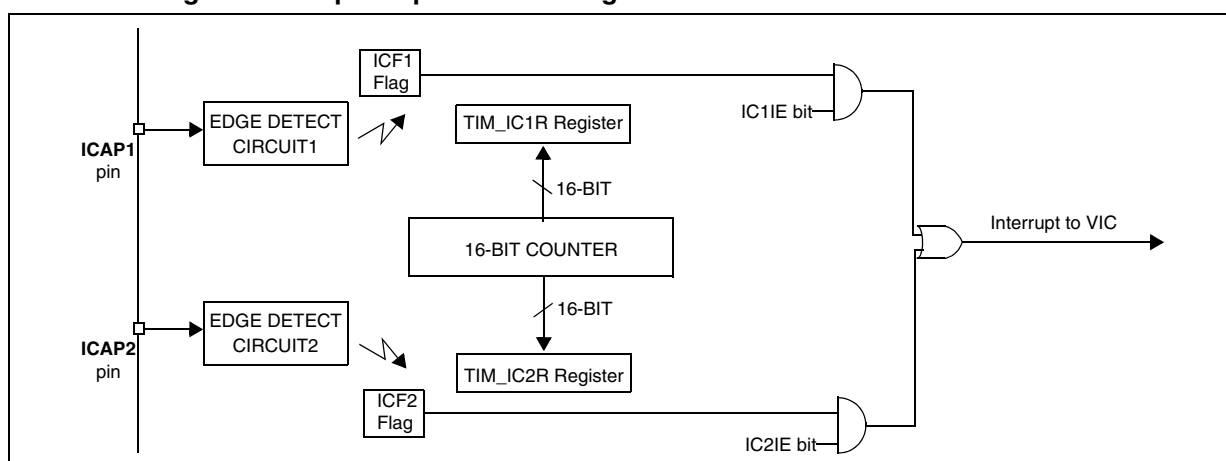 ICF1
Flag
EDGE DETECT
CIRCUIT1
ICAP1
pin
TIM_IC1R Register
IC1IE bit
16-BIT
16-BIT COUNTER
Interrupt to VIC
16-BIT
EDGE DETECT
CIRCUIT2
ICAP2
pin
TIM_IC2R Register
ICF2
Flag
IC2IE bit